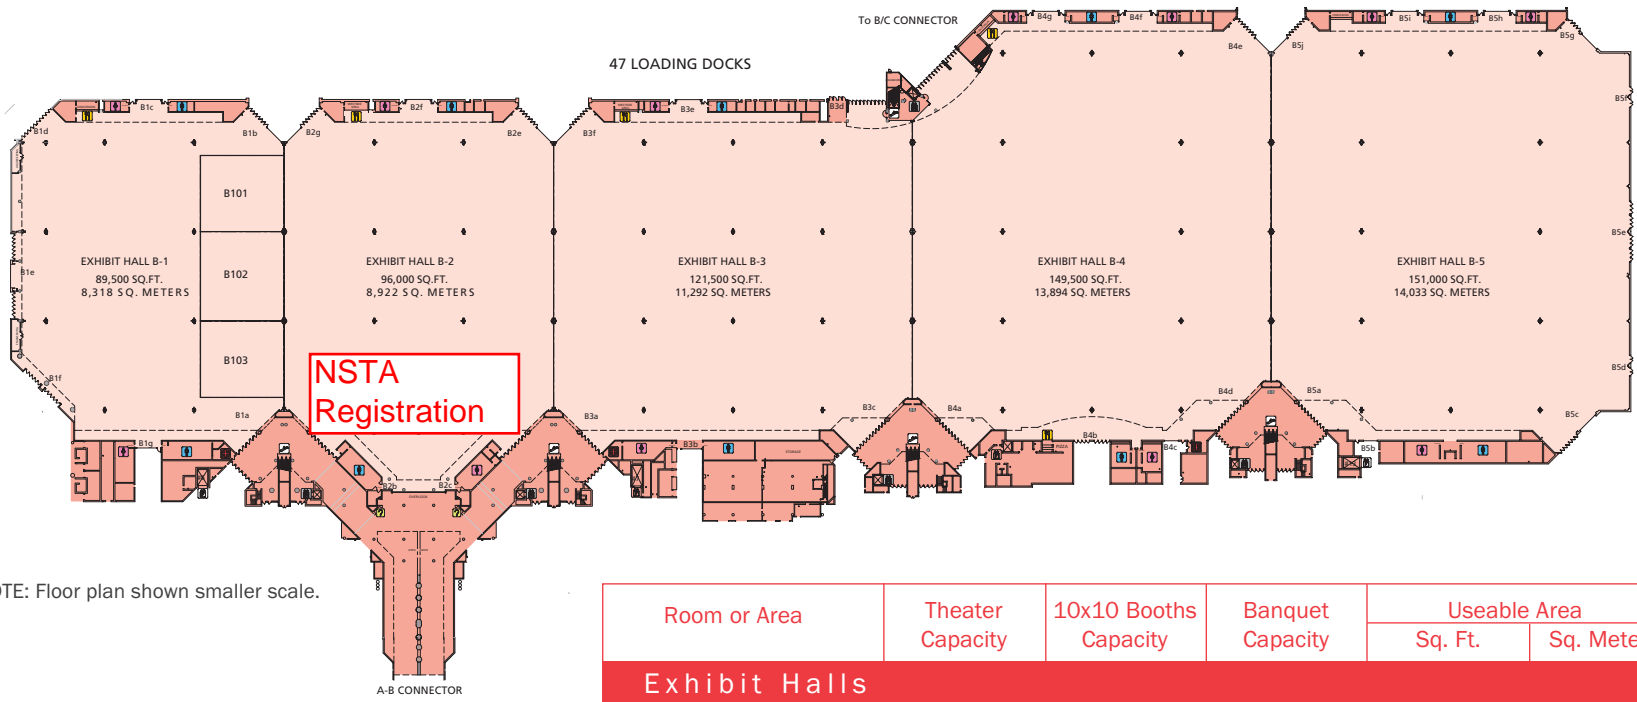 To B/C CONNECTOR
B4g
B4f
B5i
B5h
B4e
B5j
B5g
47 LOADING DOCKS
B1c
B2f
B3e
B3d
B5f
B1d
B1b
B2g
B2e
B3f
B101
B5e
EXHIBIT HALL B-1
89,500 SQ.FT.
8,318 SQ. METERS
B1e
B102
EXHIBIT HALL B-2
96,000 SQ.FT.
8,922 SQ. METERS
EXHIBIT HALL B-3
121,500 SQ.FT.
11,292 SQ. METERS
EXHIBIT HALL B-4
149,500 SQ.FT.
13,894 SQ. METERS
EXHIBIT HALL B-5
151,000 SQ.FT.
14,033 SQ. METERS
B103
NSTA
Registration
B1f
B5d
B1a
B3a
B3c
B4a
B4d
B5a
B5c
B1g
B3b
B4b
B4c
B5b
STORAGE
PIZZA
B2b
B2c
OVERLOOK
A-B CONNECTOR
OTE: Floor plan shown smaller scale.
Room or Area
Theater
Capacity
10x10 Booths
Capacity
Banquet
Capacity
Useable Area
Sq. Ft.
Sq. Mete
Exhibit Halls